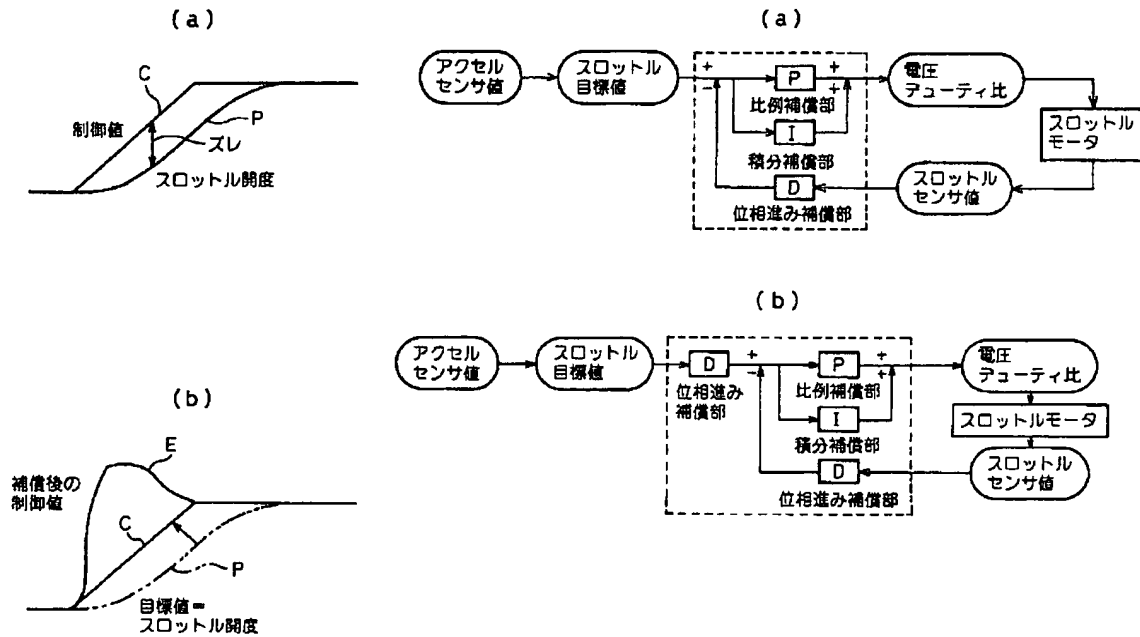 (a)
C
制御値
P
ズレ
スロットル開度
(b)
E
補償後の
制御値
C
P
目標値=
スロットル開度
(a)
アクセル
センサ値
スロットル
目標値
+
-
P
+
+
比例補償部
I
積分補償部
D
位相進み補償部
電圧
デューティ比
スロットル
モータ
スロットル
センサ値
(b)
アクセル
センサ値
スロットル
目標値
D
位相進み
補償部
+
-
P
+
+
比例補償部
I
積分補償部
D
位相進み補償部
電圧
デューティ比
スロットルモータ
スロットル
センサ値